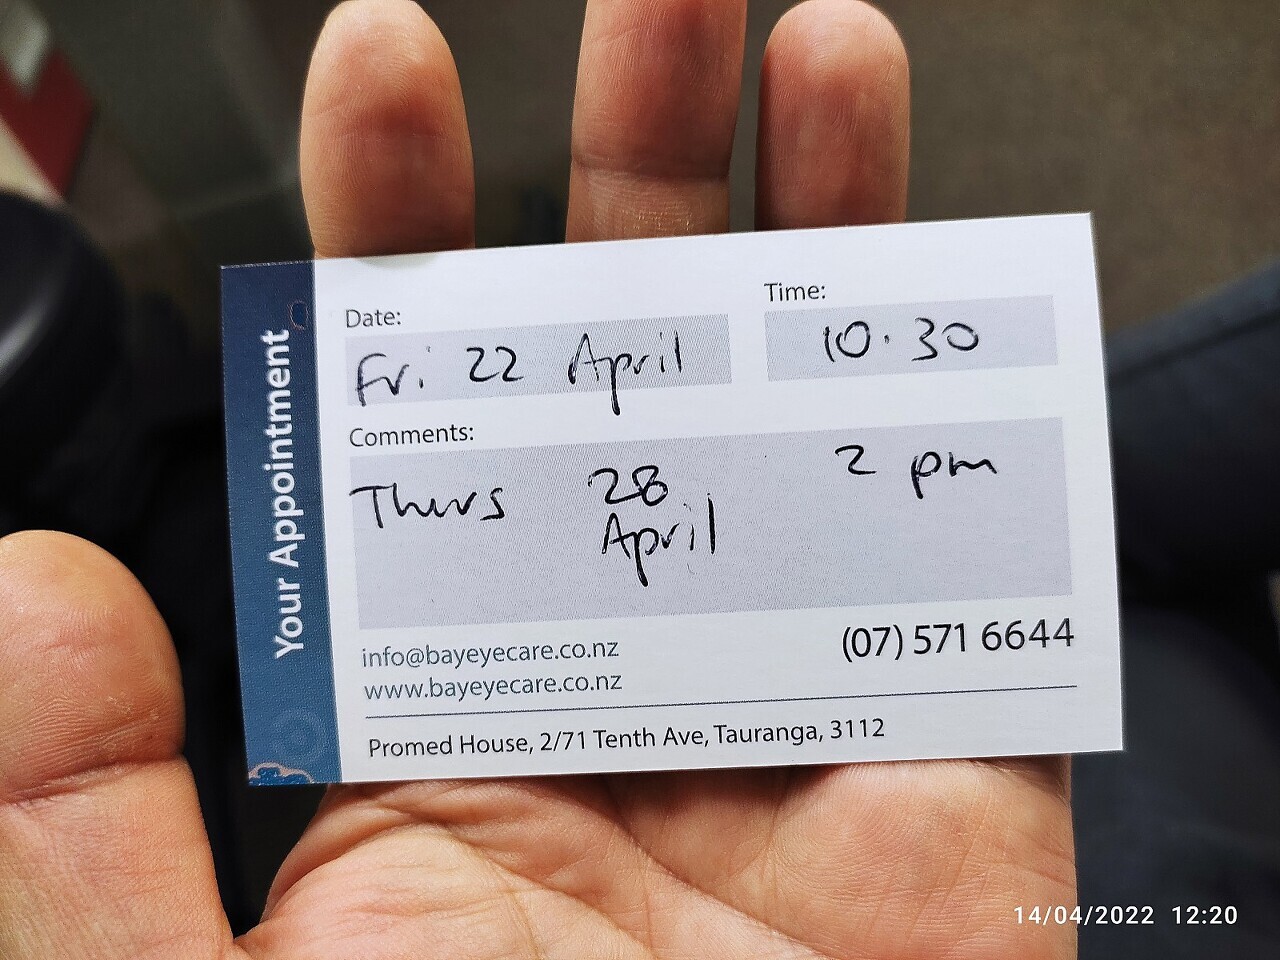 Your Appointment
Date:
Time:
Fri 22 April
10.30
Comments:
Thurs 28 2 pm
April
info@bayeyecare.co.nz
(07) 571 6644
www.bayeyecare.co.nz
Promed House, 2/71 Tenth Ave, Tauranga, 3112
14/04/2022 12:20